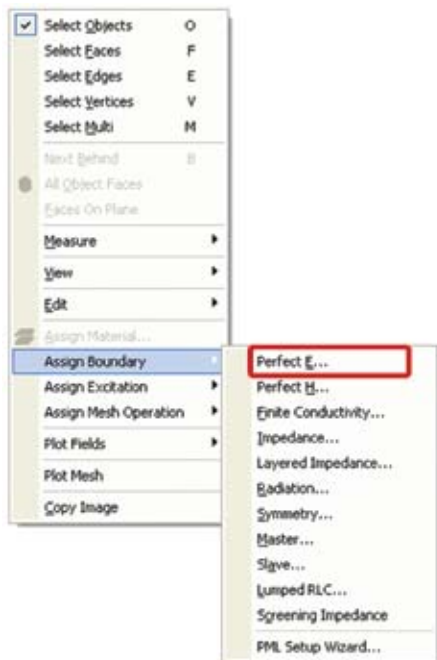 Select Objects O
Select Faces F
Select Edges E
Select Vertices V
Select Multi M
Next Behind B
All Object Faces
Faces On Plane
Measure
View
Edit
Assign Material...
Assign Boundary
Assign Excitation
Assign Mesh Operation
Plot Fields
Plot Mesh
Copy Image
Perfect E...
Perfect H...
Finite Conductivity...
Impedance...
Layered Impedance...
Radiation...
Symmetry...
Master...
Slave...
Lumped RLC...
Screening Impedance
PML Setup Wizard...